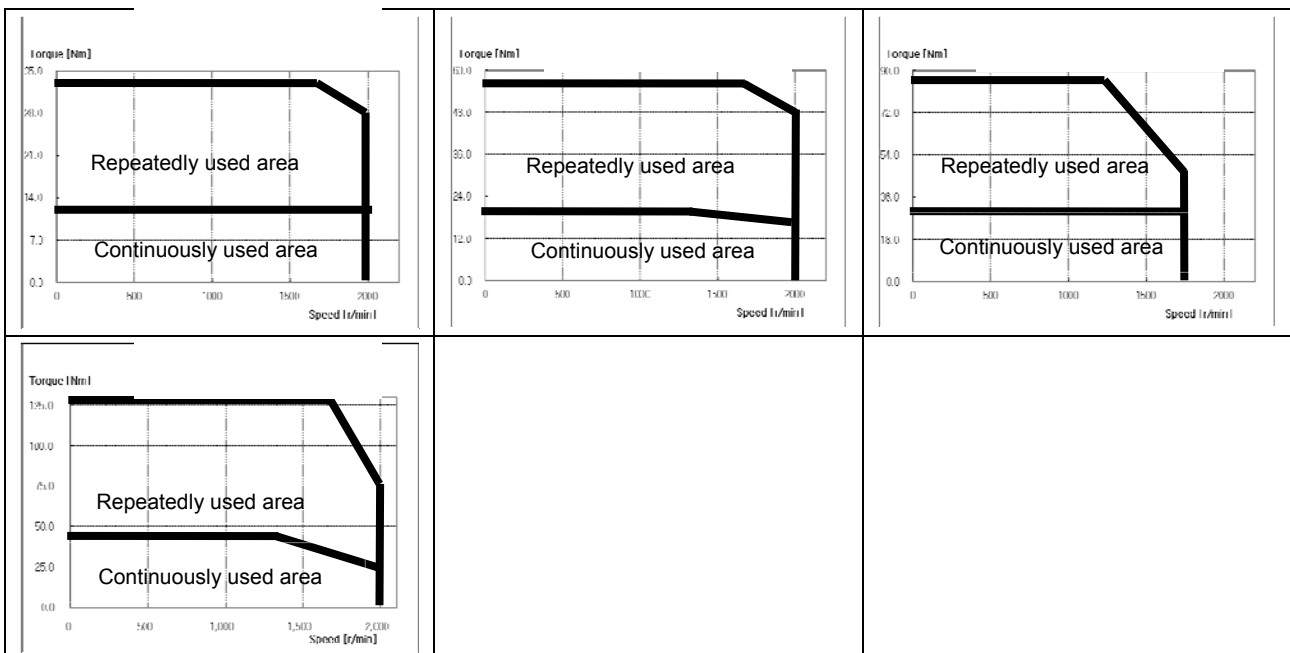 Torque [Nm]
35.0
28.0
21.0
14.0
7.0
0.0
Repeatedly used area
Continuously used area
0 500 1000 1500 2000
Speed [r/min]
Torque [Nm]
60.0
48.0
36.0
24.0
12.0
0.0
Repeatedly used area
Continuously used area
0 500 1000 1500 2000
Speed [r/min]
Torque [Nm]
90.0
72.0
54.0
36.0
18.0
0.0
Repeatedly used area
Continuously used area
0 500 1000 1500 2000
Speed [r/min]
Torque [Nm]
125.0
100.0
75.0
50.0
25.0
0.0
Repeatedly used area
Continuously used area
0 500 1,000 1,500 2,000
Speed [r/min]